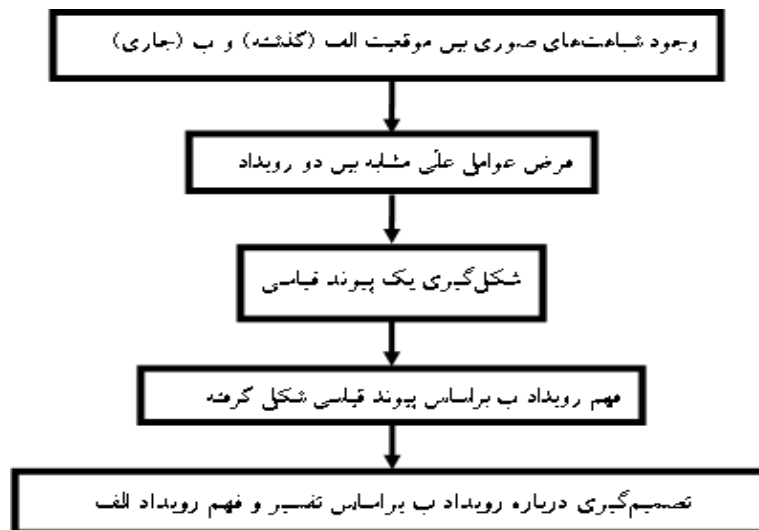 وجود شباهت‌های صوری بین موقعیت الف (گذشته) و ب (جاری)
فرض عوامل علّی مشابه بین دو رویداد
شکل‌گیری یک پیوند قیاسی
فهم رویداد ب براساس پیوند قیاسی شکل گرفته
تصمیم‌گیری درباره رویداد ب براساس تفسیر و فهم رویداد الف